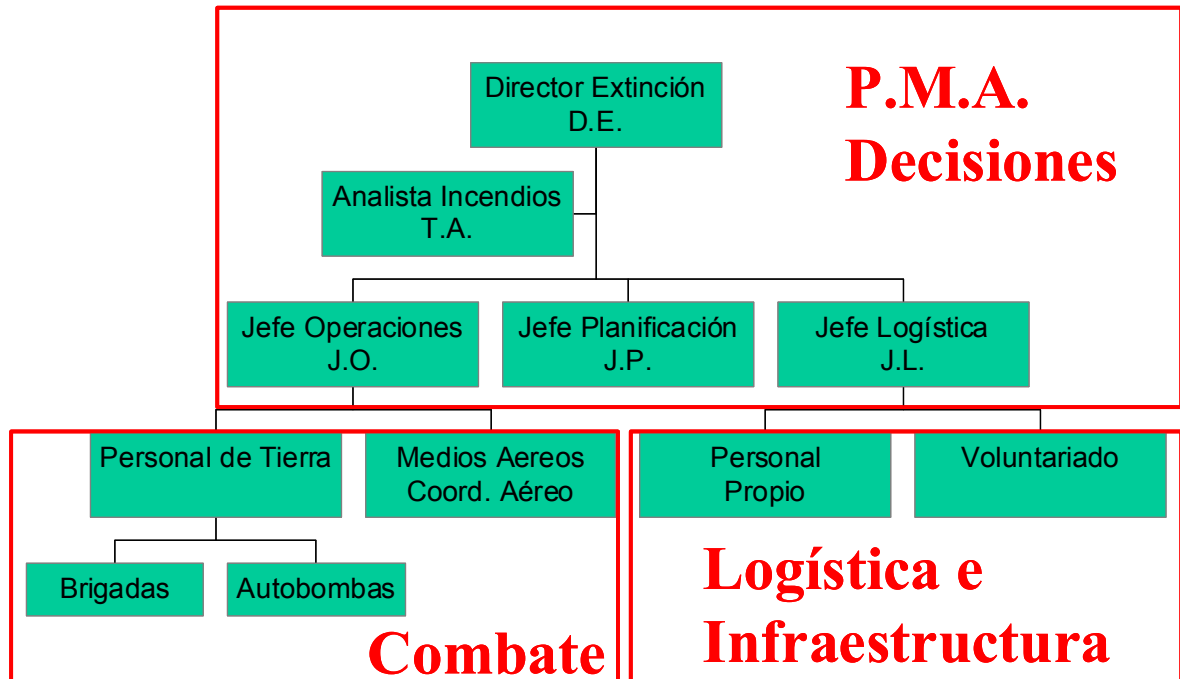 P.M.A.
Decisiones
Director Extinción
D.E.
Analista Incendios
T.A.
Jefe Operaciones
J.O.
Jefe Planificación
J.P.
Jefe Logística
J.L.
Personal de Tierra
Medios Aereos
Coord. Aéreo
Personal
Propio
Voluntariado
Brigadas
Autobombas
Combate
Logística e
Infraestructura